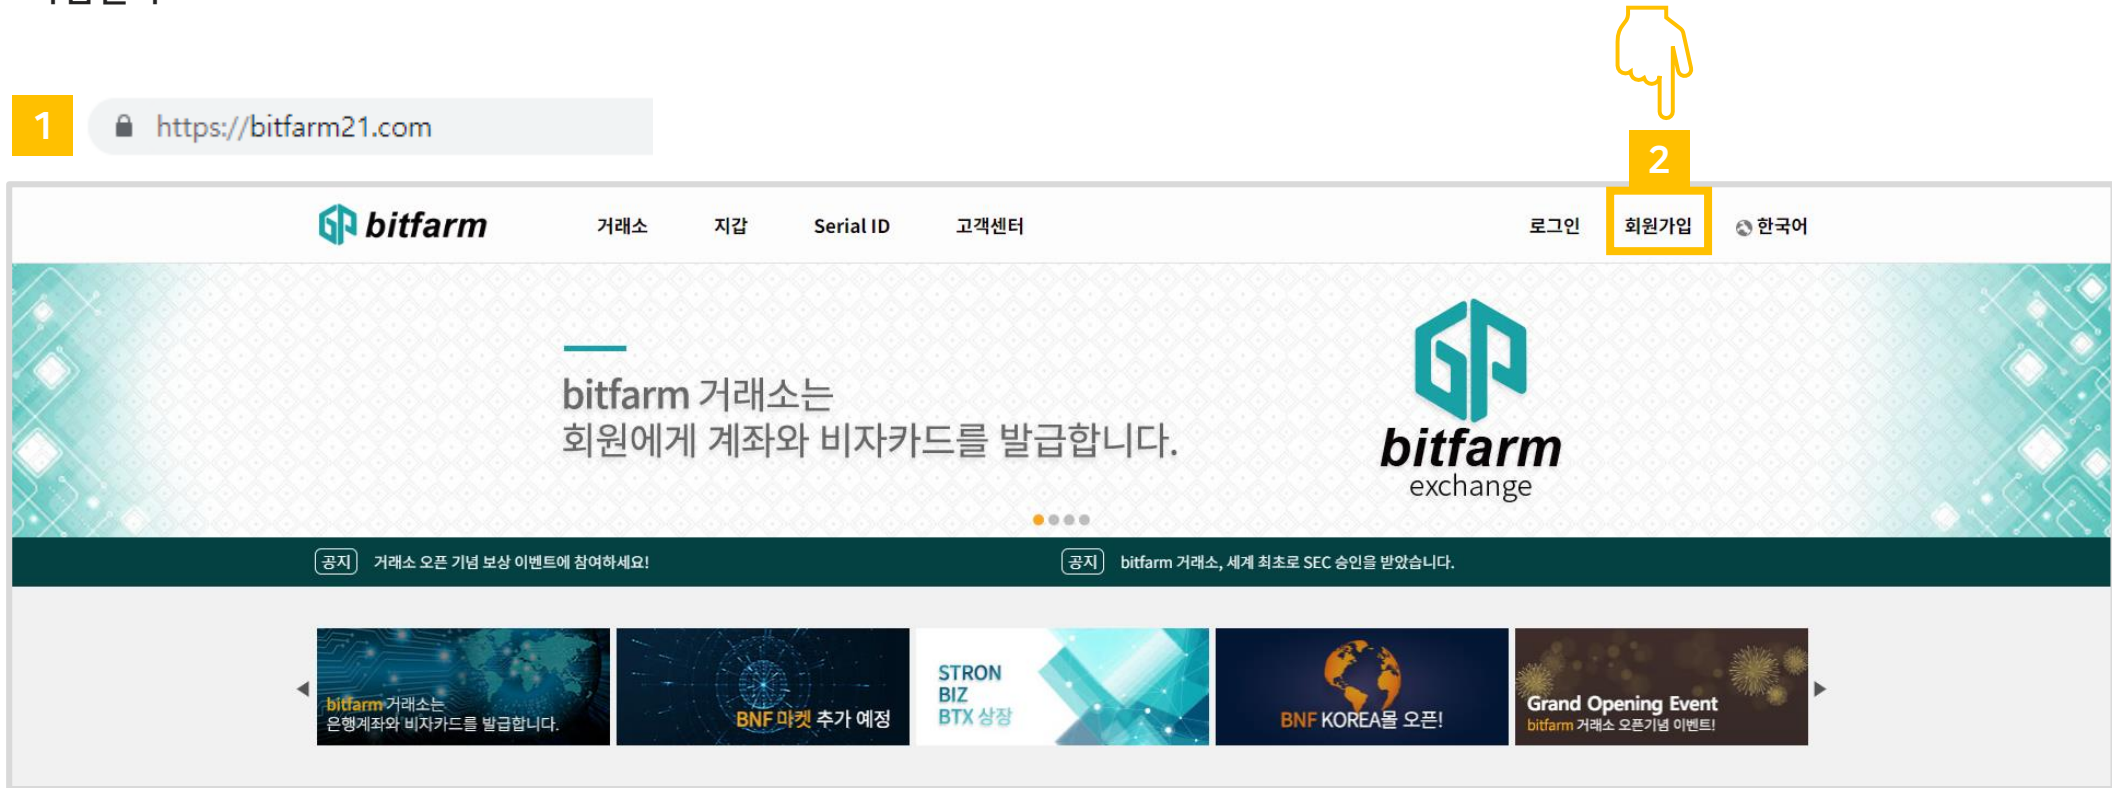 1
https://bitfarm21.com
2
bitfarm
거래소
지갑
Serial ID
고객센터
로그인
회원가입
한국어
bitfarm 거래소는
회원에게 계좌와 비자카드를 발급합니다.
bitfarm
exchange
공지 거래소 오픈 기념 보상 이벤트에 참여하세요!
공지 bitfarm 거래소, 세계 최초로 SEC 승인을 받았습니다.
bitfarm 거래소는
은행계좌와 비자카드를 발급합니다.
BNF 마켓 추가 예정
STRON
BIZ
BTX 상장
BNF KOREA몰 오픈!
Grand Opening Event
bitfarm 거래소 오픈기념 이벤트!